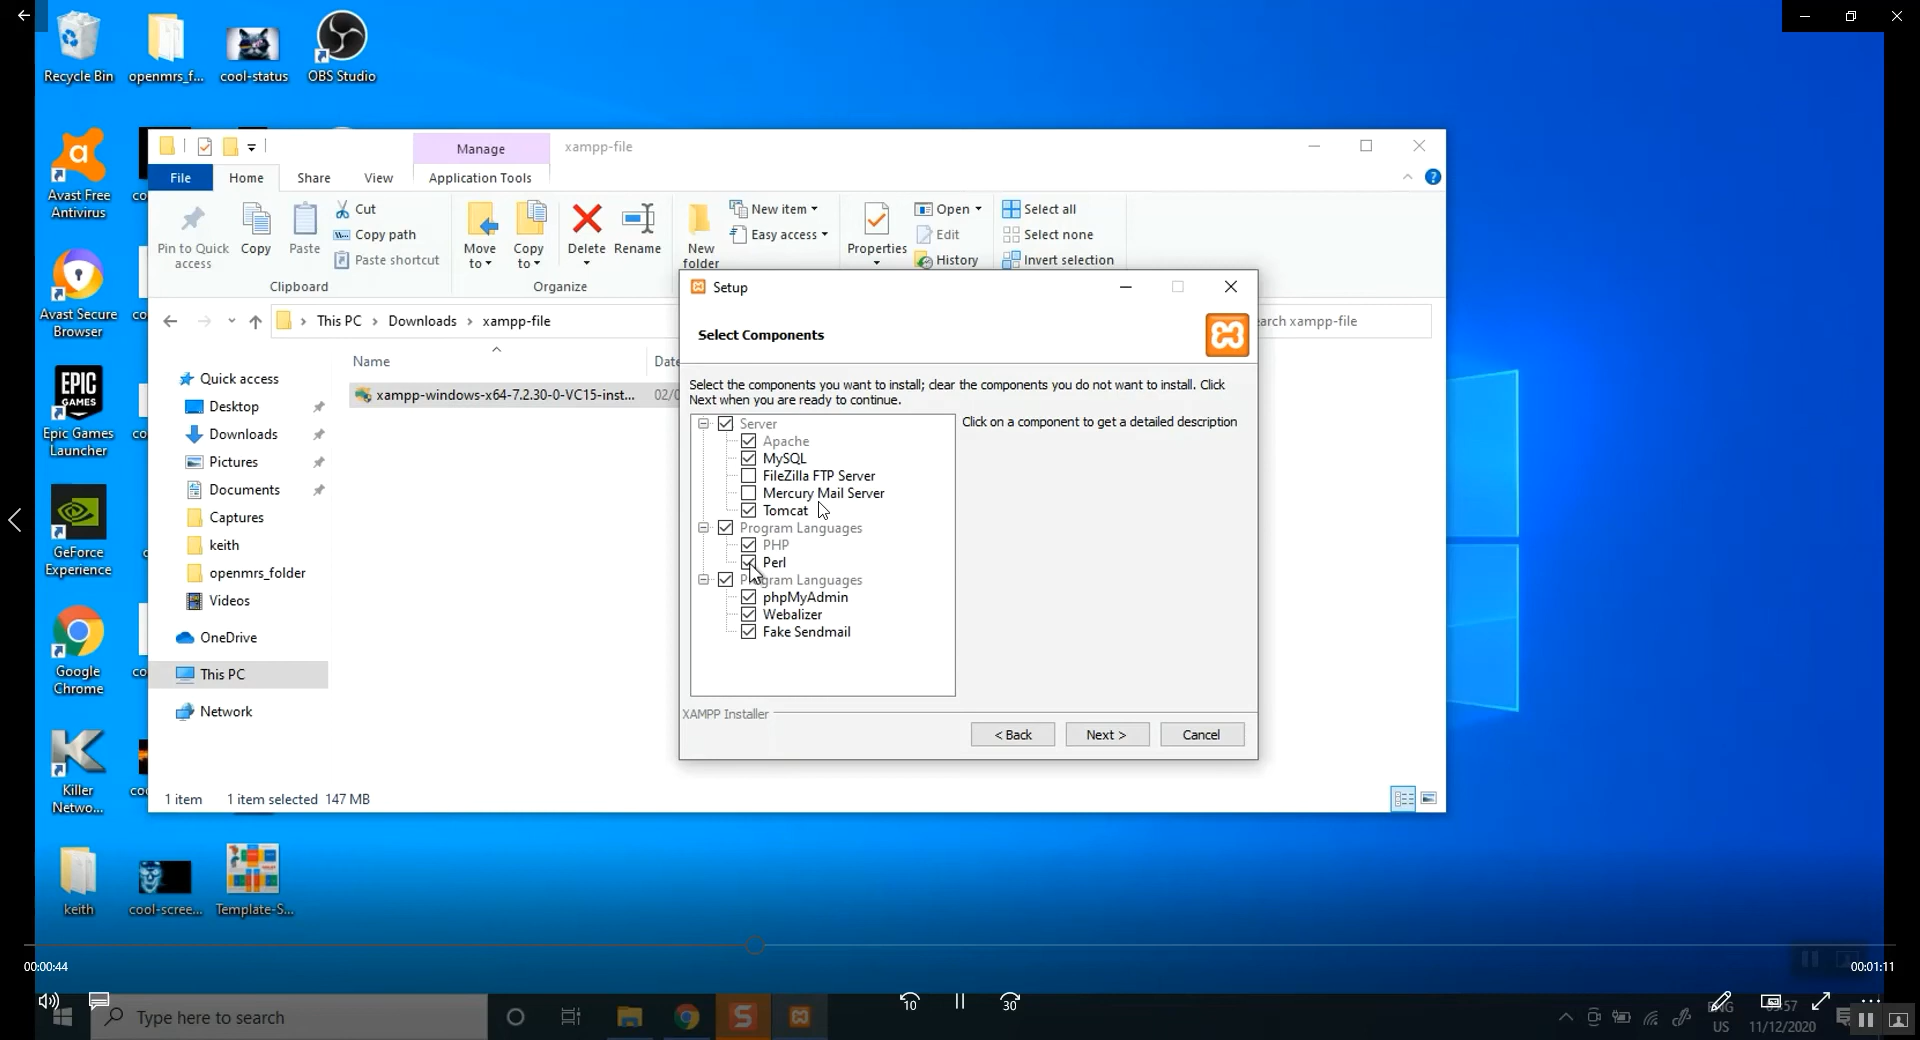 Recycle Bin
openmrs_f...
cool-status
OBS Studio
Avast Free
Antivirus
Avast Secure
Browser
EPIC
GAMES
Epic Games
Launcher
GeForce
Experience
Google
Chrome
Killer
Netwo...
keith
cool-scree...
Template-S...
Manage
xampp-file
File
Home
Share
View
Application Tools
Pin to Quick
access
Copy
Paste
Cut
Copy path
Paste shortcut
Clipboard
Move
to
Copy
to
Delete
Rename
Organize
New
folder
New item
Easy access
Properties
Open
Edit
History
Select all
Select none
Invert selection
This PC > Downloads > xampp-file
arch xampp-file
Name
Date
xampp-windows-x64-7.2.30-0-VC15-inst...
Quick access
Desktop
Downloads
Pictures
Documents
Captures
keith
openmrs_folder
Videos
OneDrive
This PC
Network
1 item
1 item selected 147 MB
Setup
Select Components
Select the components you want to install; clear the components you do not want to install. Click
Next when you are ready to continue.
Server
Apache
MySQL
FileZilla FTP Server
Mercury Mail Server
Tomcat
Program Languages
PHP
Perl
Program Languages
phpMyAdmin
Webalizer
Fake Sendmail
Click on a component to get a detailed description
XAMPP Installer
< Back
Next >
Cancel
00:00:44
00:01:11
Type here to search
10
30
US
11/12/2020